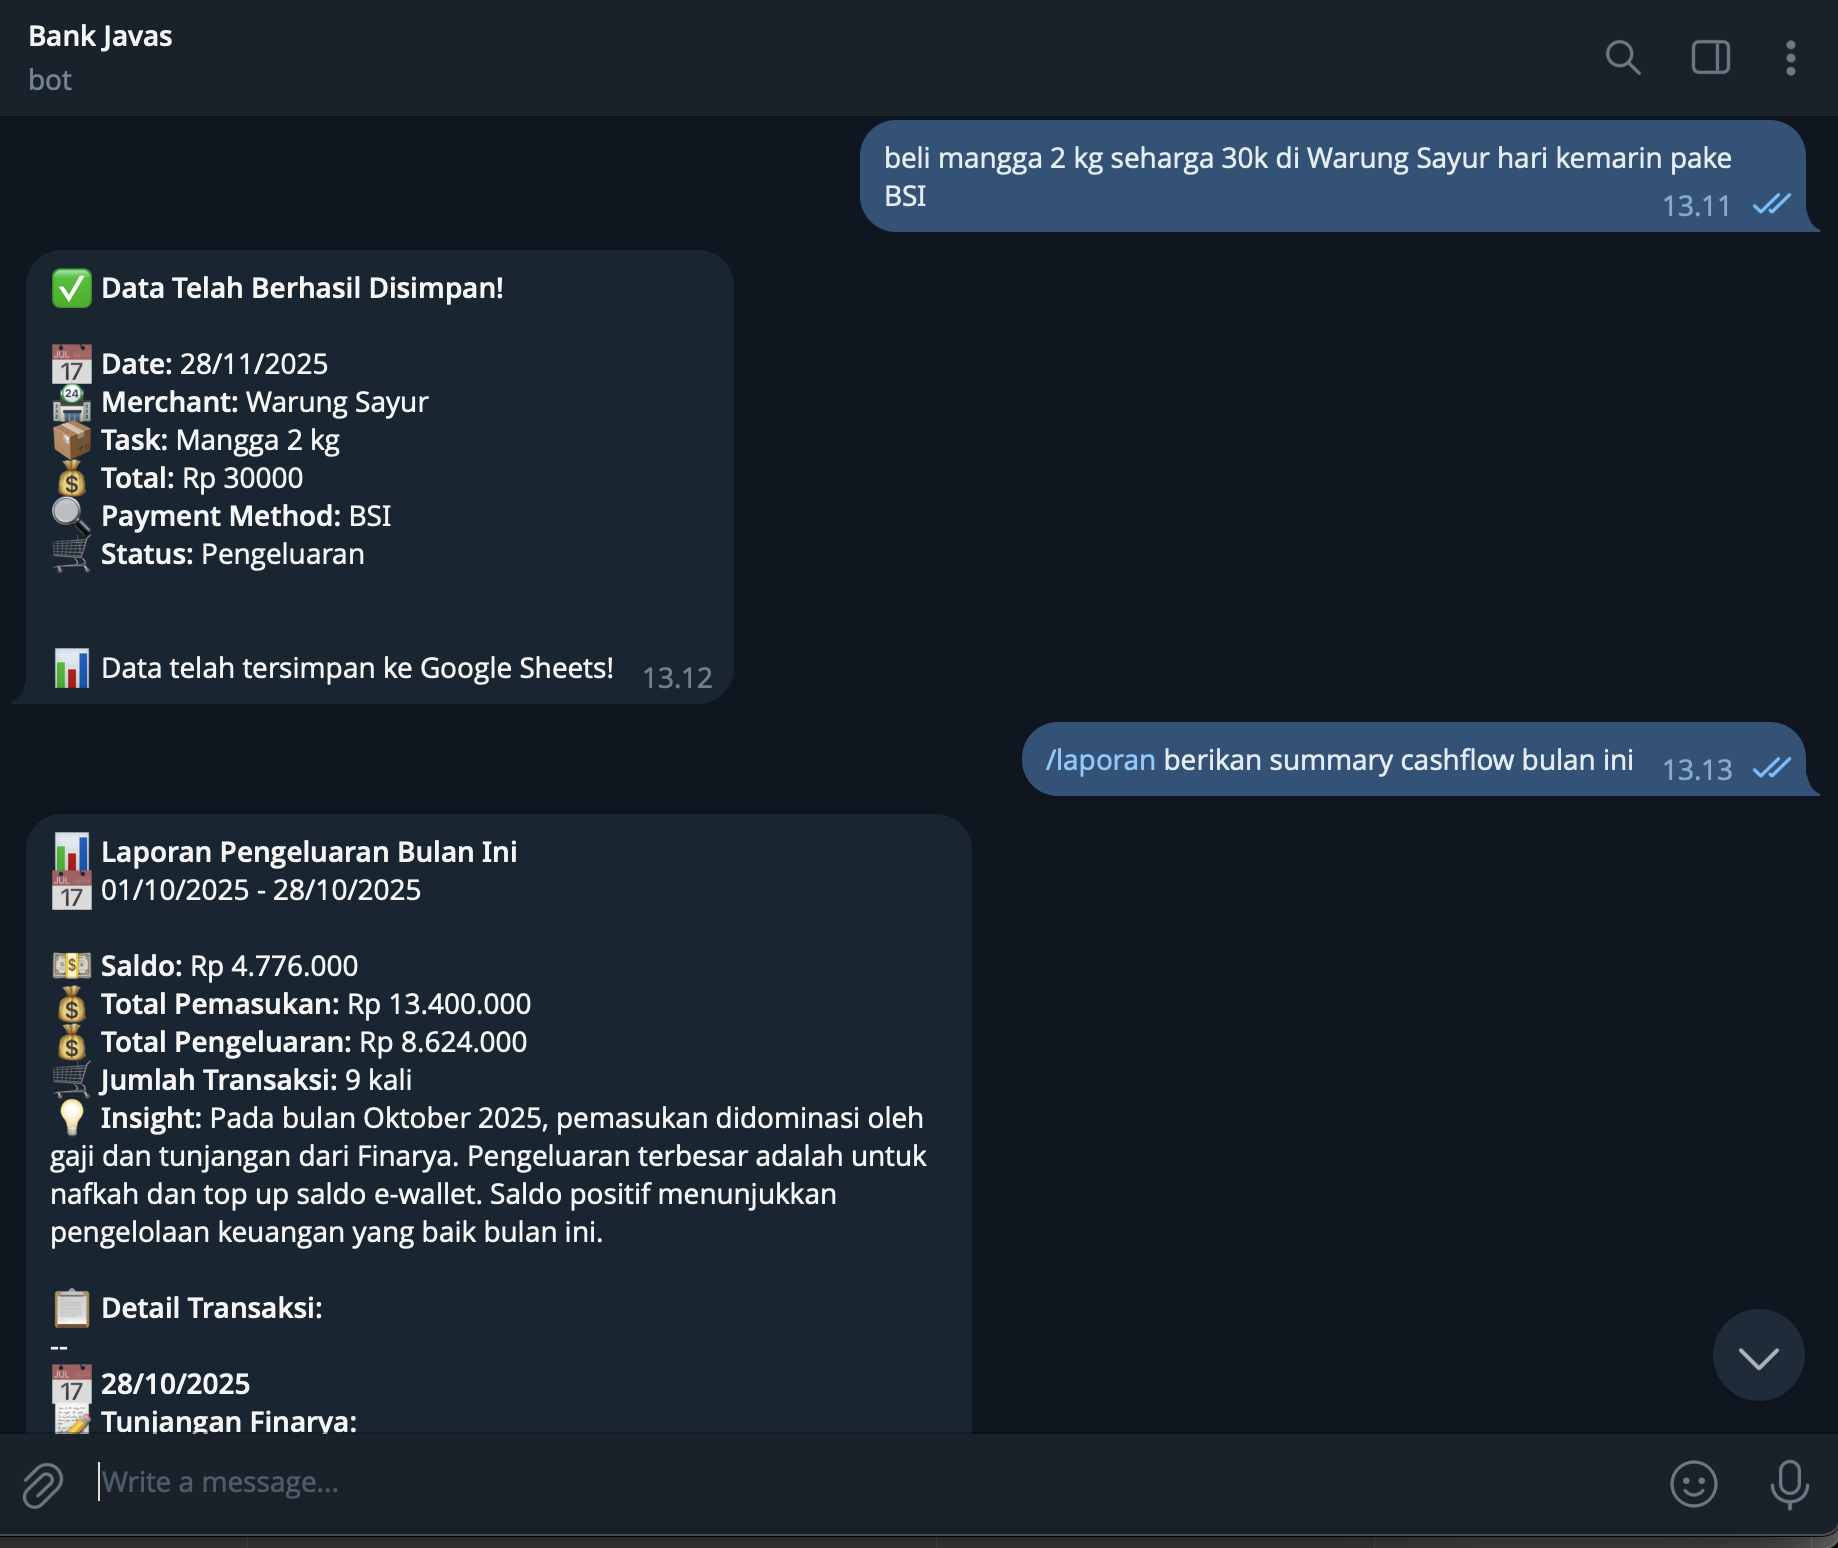 Bank Javas
bot
beli mangga 2 kg seharga 30k di Warung Sayur hari kemarin pake
BSI
13.11
Data Telah Berhasil Disimpan!
Date: 28/11/2025
Merchant: Warung Sayur
Task: Mangga 2 kg
Total: Rp 30000
Payment Method: BSI
Status: Pengeluaran
Data telah tersimpan ke Google Sheets!
13.12
/laporan berikan summary cashflow bulan ini
13.13
Laporan Pengeluaran Bulan Ini
01/10/2025 - 28/10/2025
Saldo: Rp 4.776.000
Total Pemasukan: Rp 13.400.000
Total Pengeluaran: Rp 8.624.000
Jumlah Transaksi: 9 kali
Insight: Pada bulan Oktober 2025, pemasukan didominasi oleh
gaji dan tunjangan dari Finarya. Pengeluaran terbesar adalah untuk
nafkah dan top up saldo e-wallet. Saldo positif menunjukkan
pengelolaan keuangan yang baik bulan ini.
Detail Transaksi:
--
28/10/2025
Tunjangan Finarya:
Write a message...